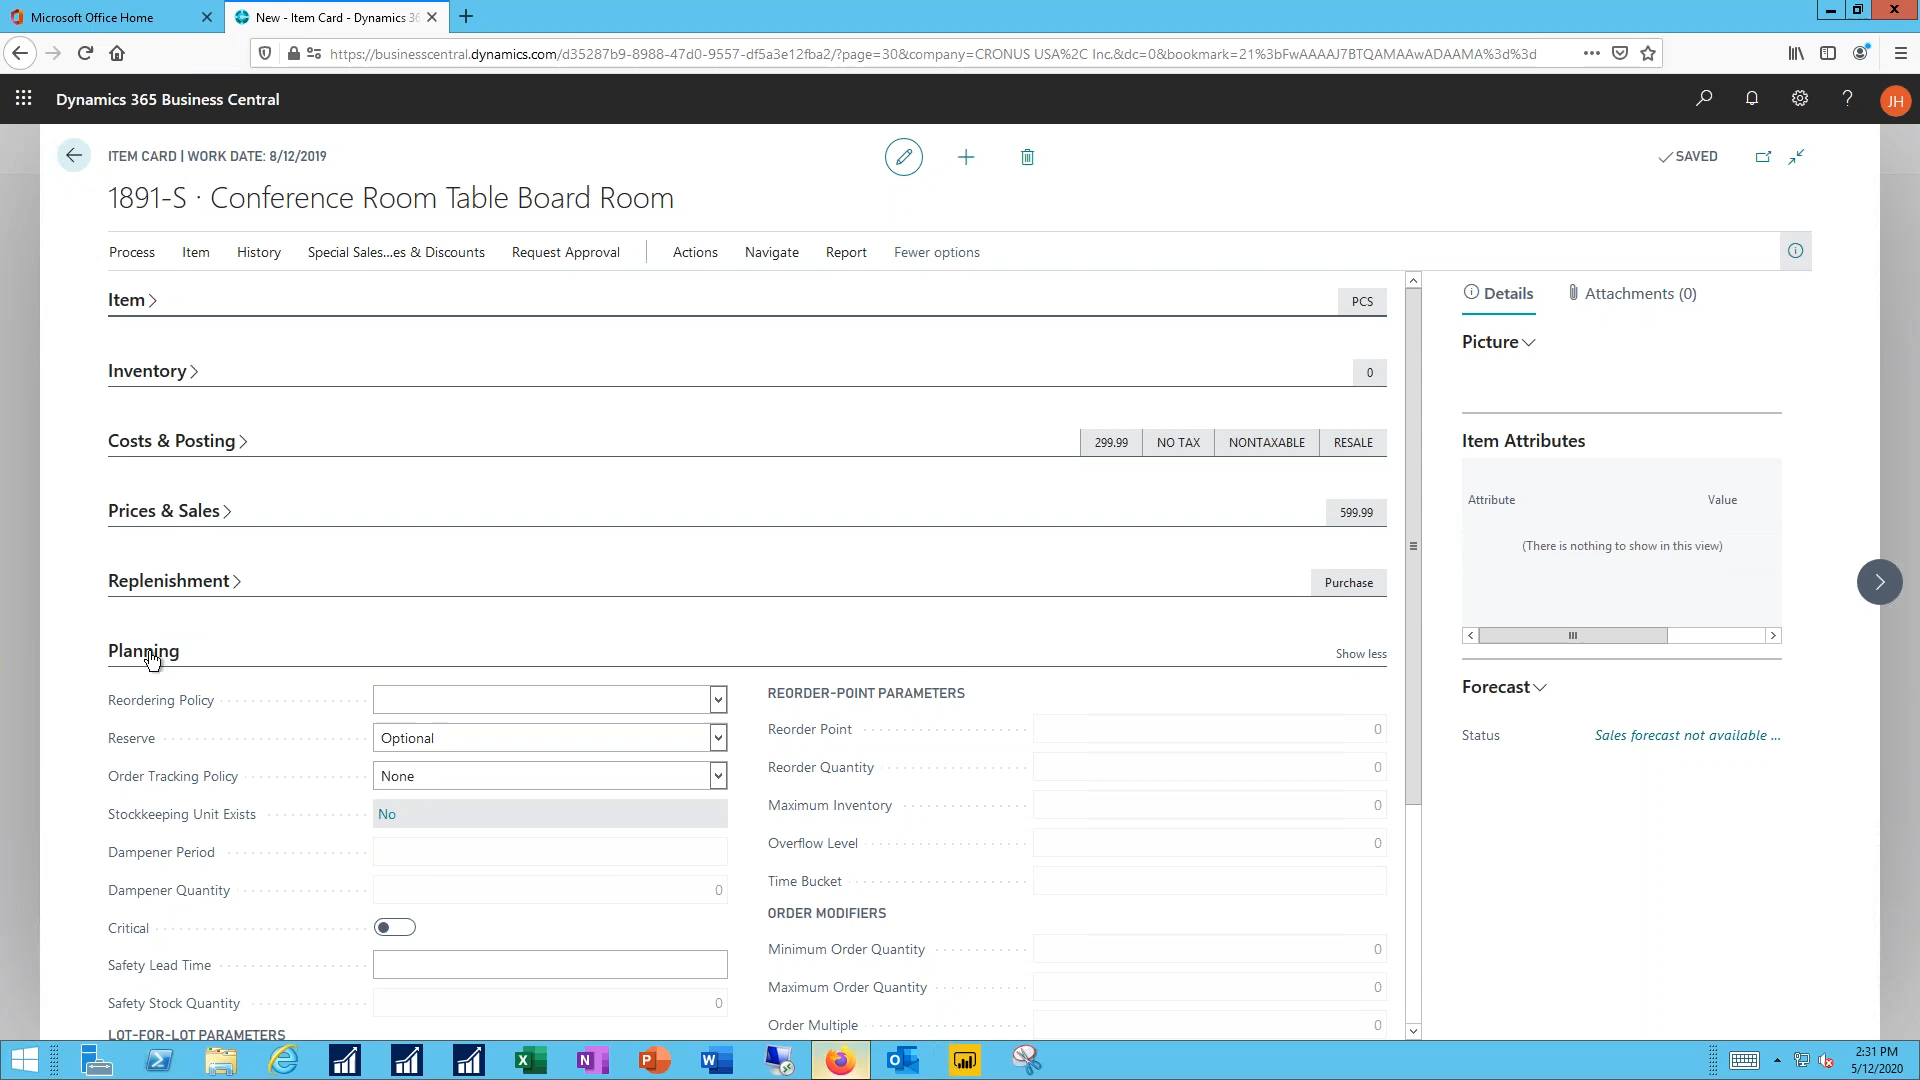 Microsoft Office Home
New - Item Card - Dynamics 36
https://businesscentral.dynamics.com/d35287b9-8988-47d0-9557-df5a3e12fba2/?page=30&company=CRONUS USA%2C Inc.&dc=0&bookmark=21%3bFwAAAAJ7BTQAMAAwADAAMA%3d%3d
Dynamics 365 Business Central
JH
ITEM CARD | WORK DATE: 8/12/2019
SAVED
1891-S · Conference Room Table Board Room
Process
Item
History
Special Sales...es & Discounts
Request Approval
Actions
Navigate
Report
Fewer options
Item
PCS
Inventory
0
Costs & Posting
299.99
NO TAX
NONTAXABLE
RESALE
Prices & Sales
599.99
Replenishment
Purchase
Planning
Show less
Reordering Policy
Reserve
Optional
Order Tracking Policy
None
Stockkeeping Unit Exists
No
Dampener Period
Dampener Quantity
0
Critical
Safety Lead Time
Safety Stock Quantity
0
LOT-FOR-LOT PARAMETERS
REORDER-POINT PARAMETERS
Reorder Point
0
Reorder Quantity
0
Maximum Inventory
0
Overflow Level
0
Time Bucket
ORDER MODIFIERS
Minimum Order Quantity
0
Maximum Order Quantity
0
Order Multiple
0
Details
Attachments (0)
Picture
Item Attributes
Attribute
Value
(There is nothing to show in this view)
Forecast
Status
Sales forecast not available ...
2:31 PM
5/12/2020